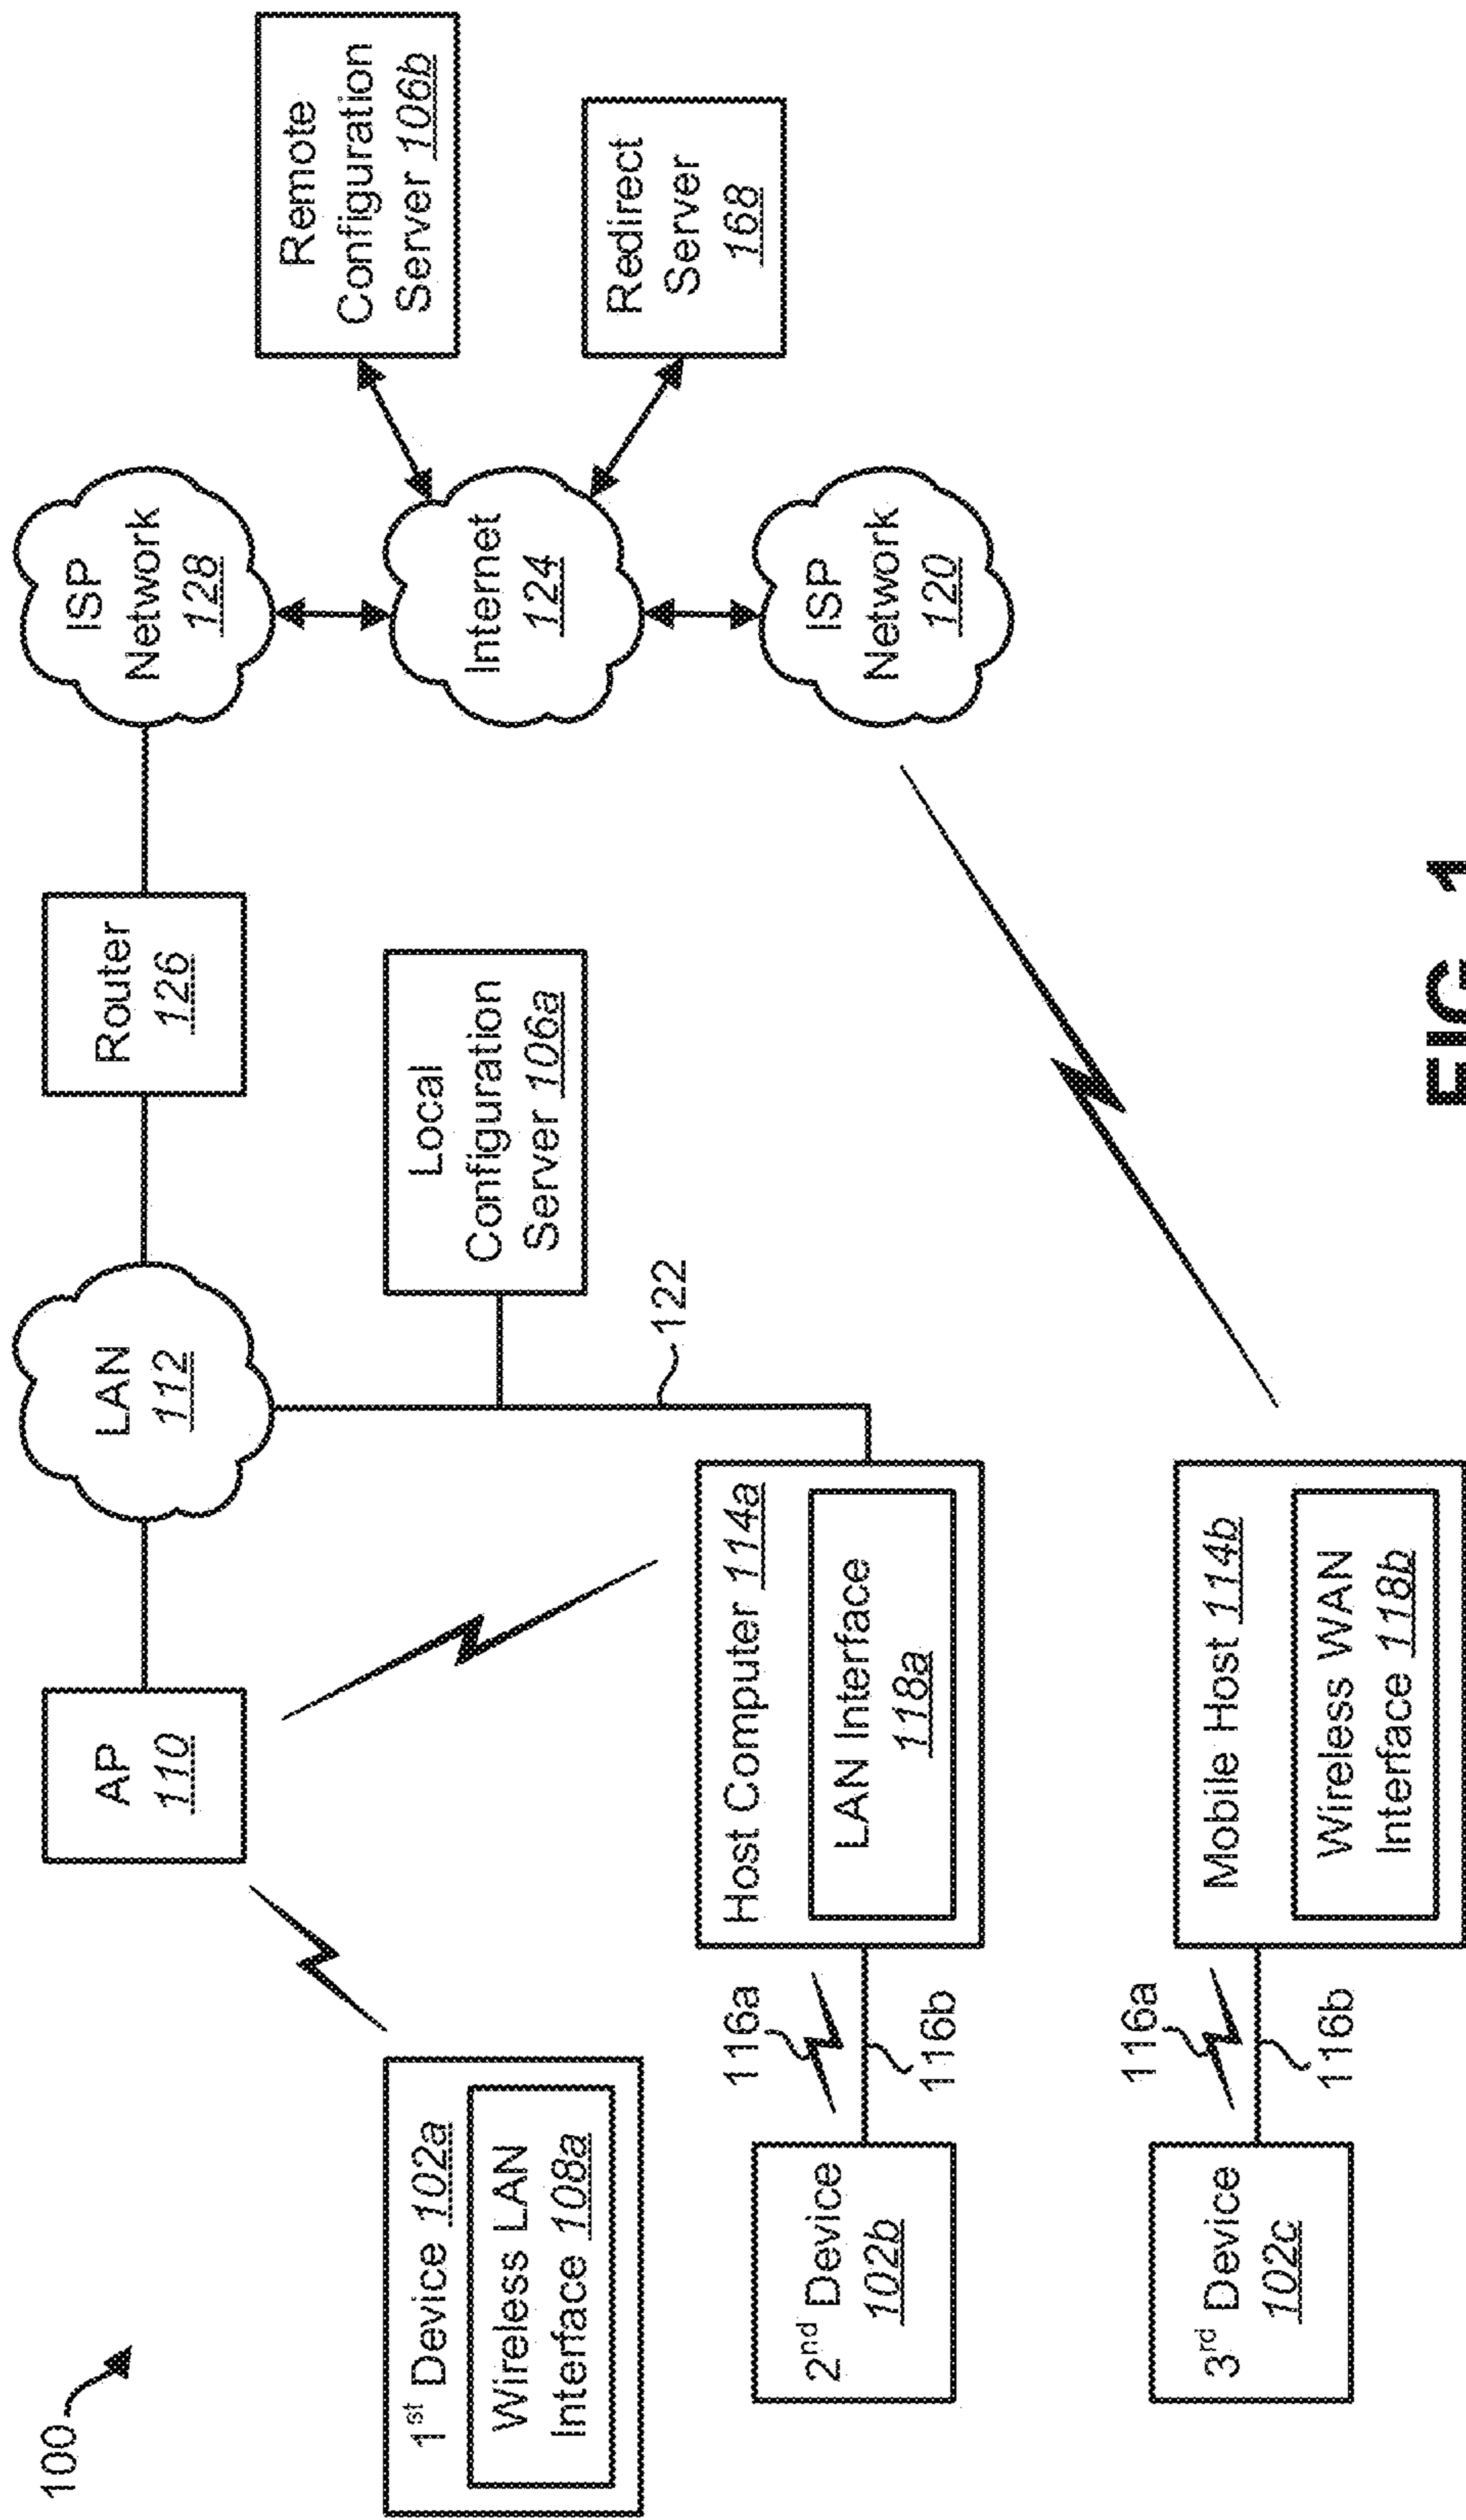 100
1st Device 102a
Wireless LAN
Interface 108a
2nd Device
102b
3rd Device
102c
116a
116b
116a
116b
AP
110
Host Computer 114a
LAN Interface
118a
Mobile Host 114b
Wireless WAN
Interface 118b
LAN
112
122
Local
Configuration
Server 106a
Router
126
ISP
Network
128
Internet
124
ISP
Network
120
Remote
Configuration
Server 106b
Redirect
Server
168
FIG. 1